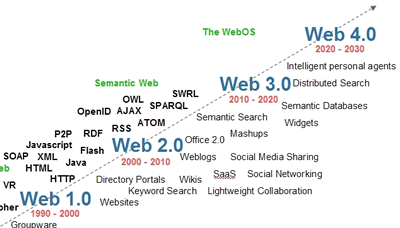 The WebOS
Web 4.0
2020 - 2030
Intelligent personal agents
Semantic Web
Web 3.0
Distributed Search
2010 - 2020
SWRL
OWL
Semantic Databases
SPARQL
AJAX
OpenID
Semantic Search
Widgets
ATOM
RSS
Mashups
P2P
RDF
Office 2.0
Javascript
Flash
Web 2.0
2000 - 2010
Weblogs
Social Media Sharing
SOAP
XML
Java
HTML
SaaS
Social Networking
HTTP
Directory Portals
Wikis
VR
Keyword Search
Lightweight Collaboration
Web 1.0
Websites
1990 - 2000
Groupware